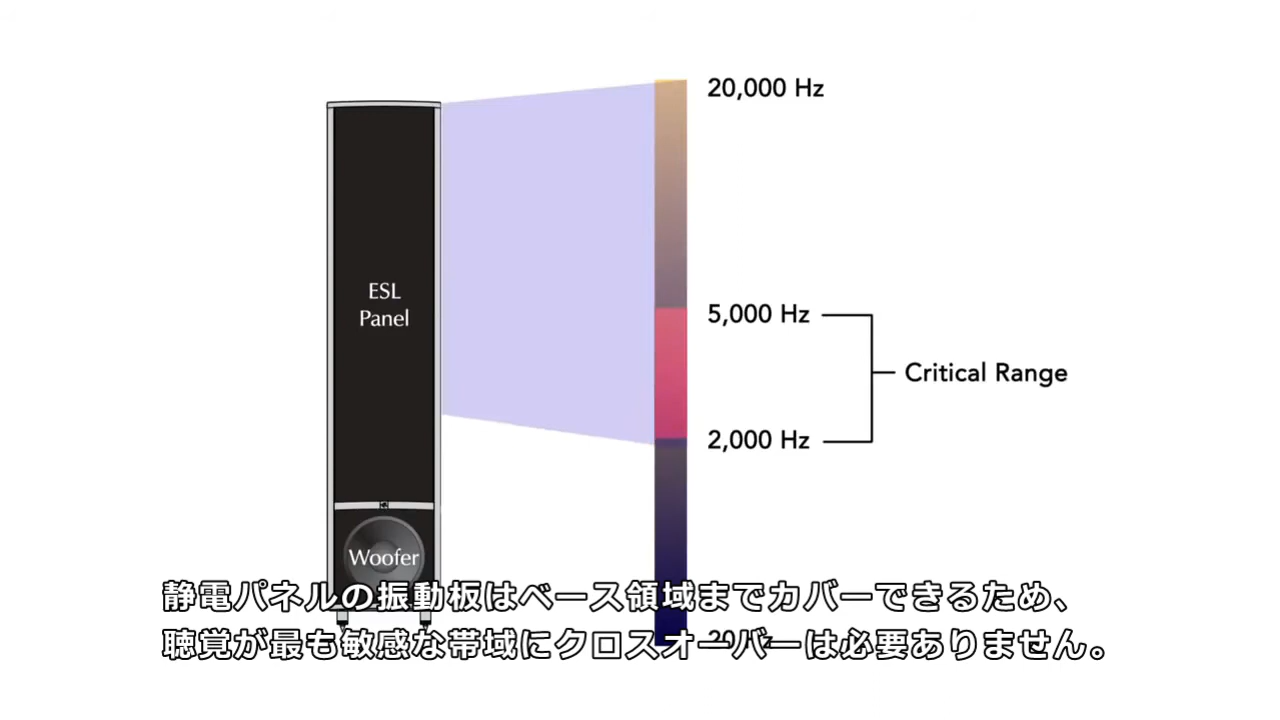 20,000 Hz
ESL
Panel
5,000 Hz
Critical Range
2,000 Hz
Woofer
静電パネルの振動板はベース領域までカバーできるため、
聴覚が最も敏感な帯域にクロスオーバーは必要ありません。